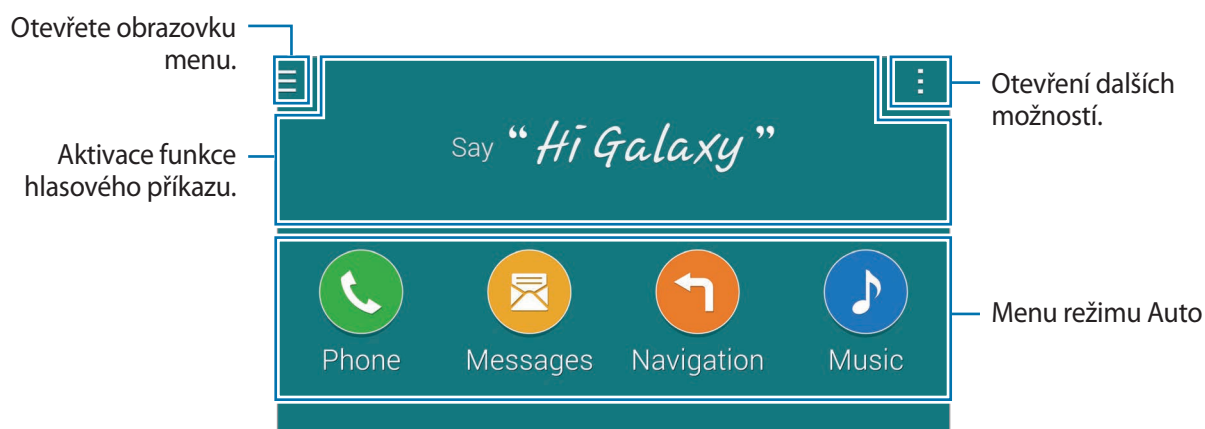 Otevřete obrazovku
menu.
Otevření dalších
možností.
Say “Hi Galaxy”
Aktivace funkce
hlasového příkazu.
Phone
Messages
Navigation
Music
Menu režimu Auto